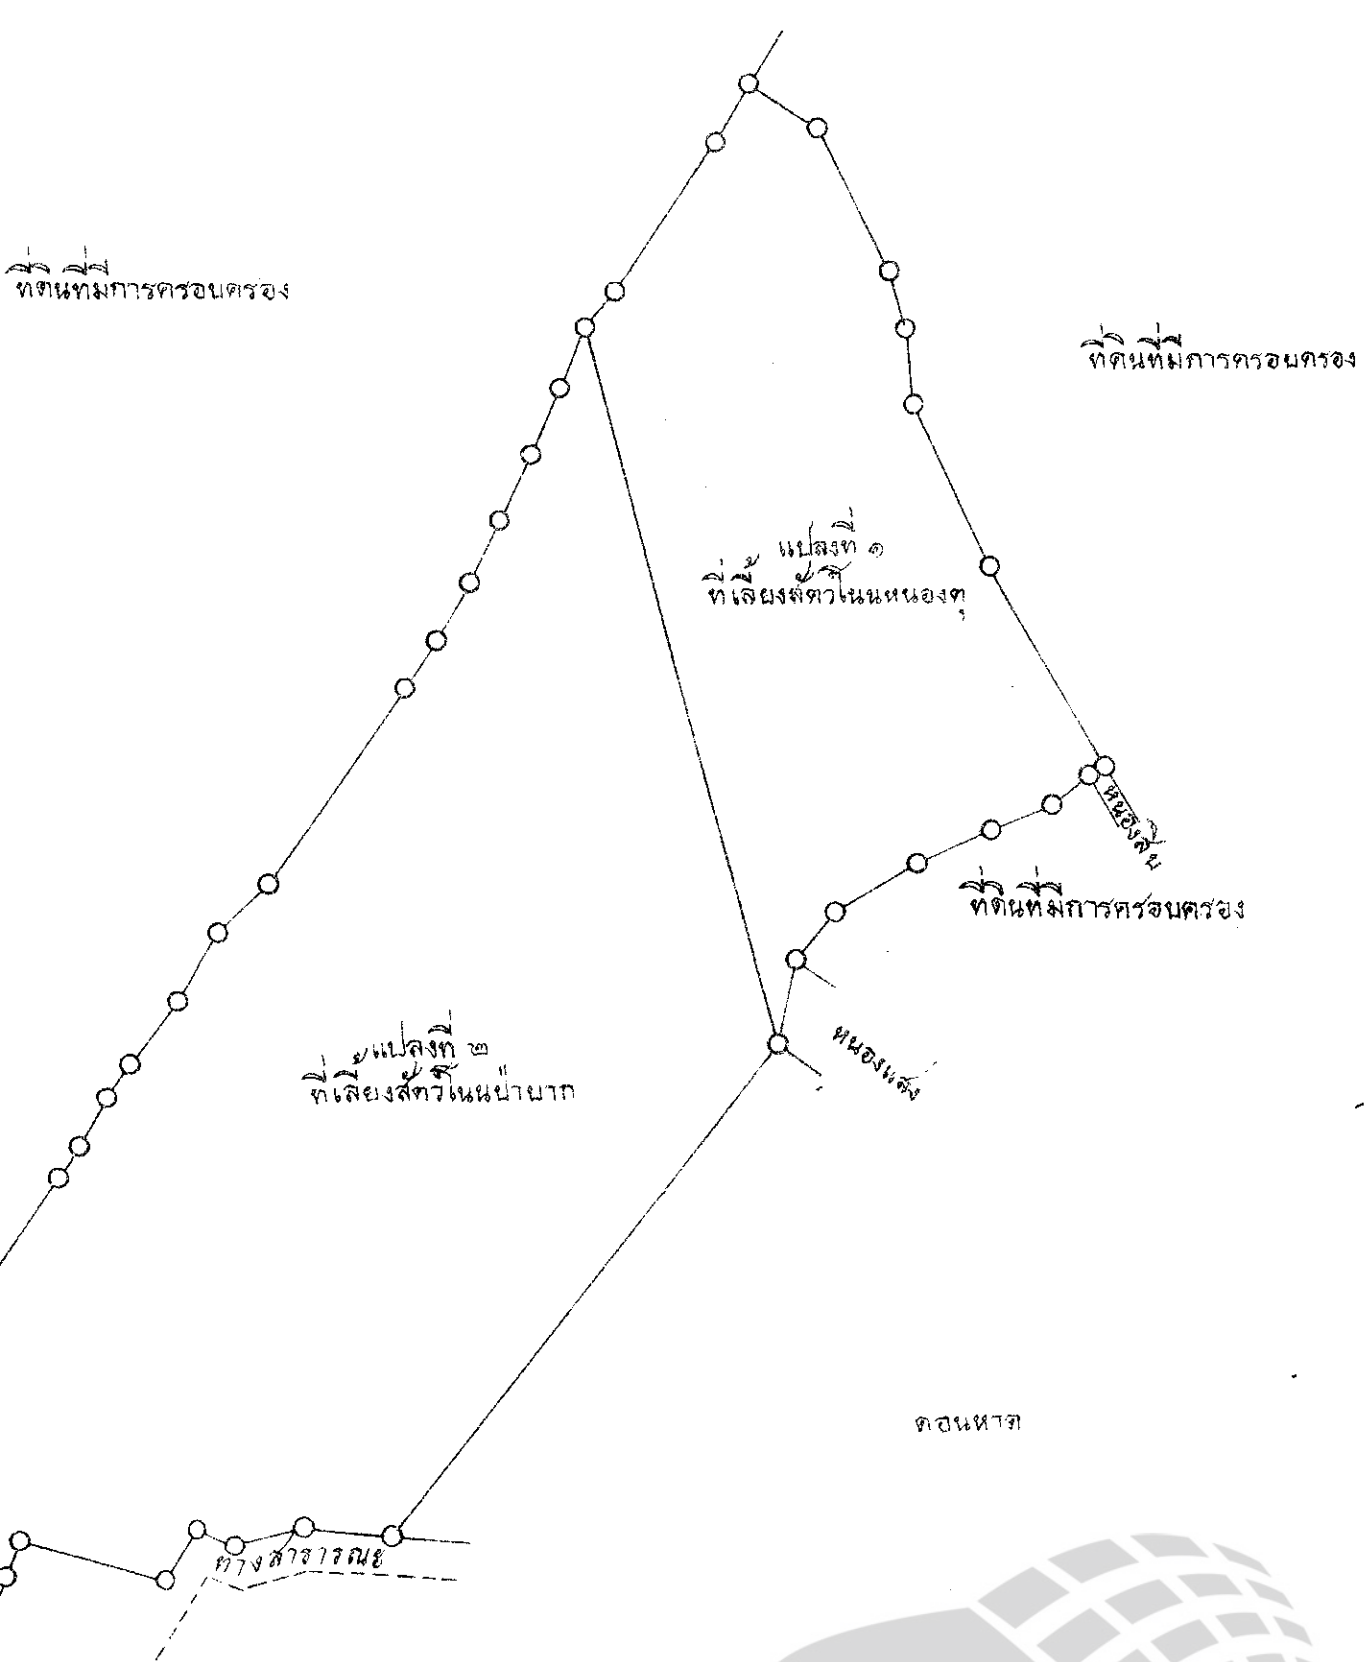 ที่ดินที่มีการครอบครอง
ที่ดินที่มีการครอบครอง
แปลงที่ ๑
ที่เลี้ยงสัตว์โนนหนองตุ
หนองสิบ
ที่ดินที่มีการครอบครอง
หนองแสง
แปลงที่ ๒
ที่เลี้ยงสัตว์โนนป่ายาก
ดอนหาด
ทางสาธารณะ